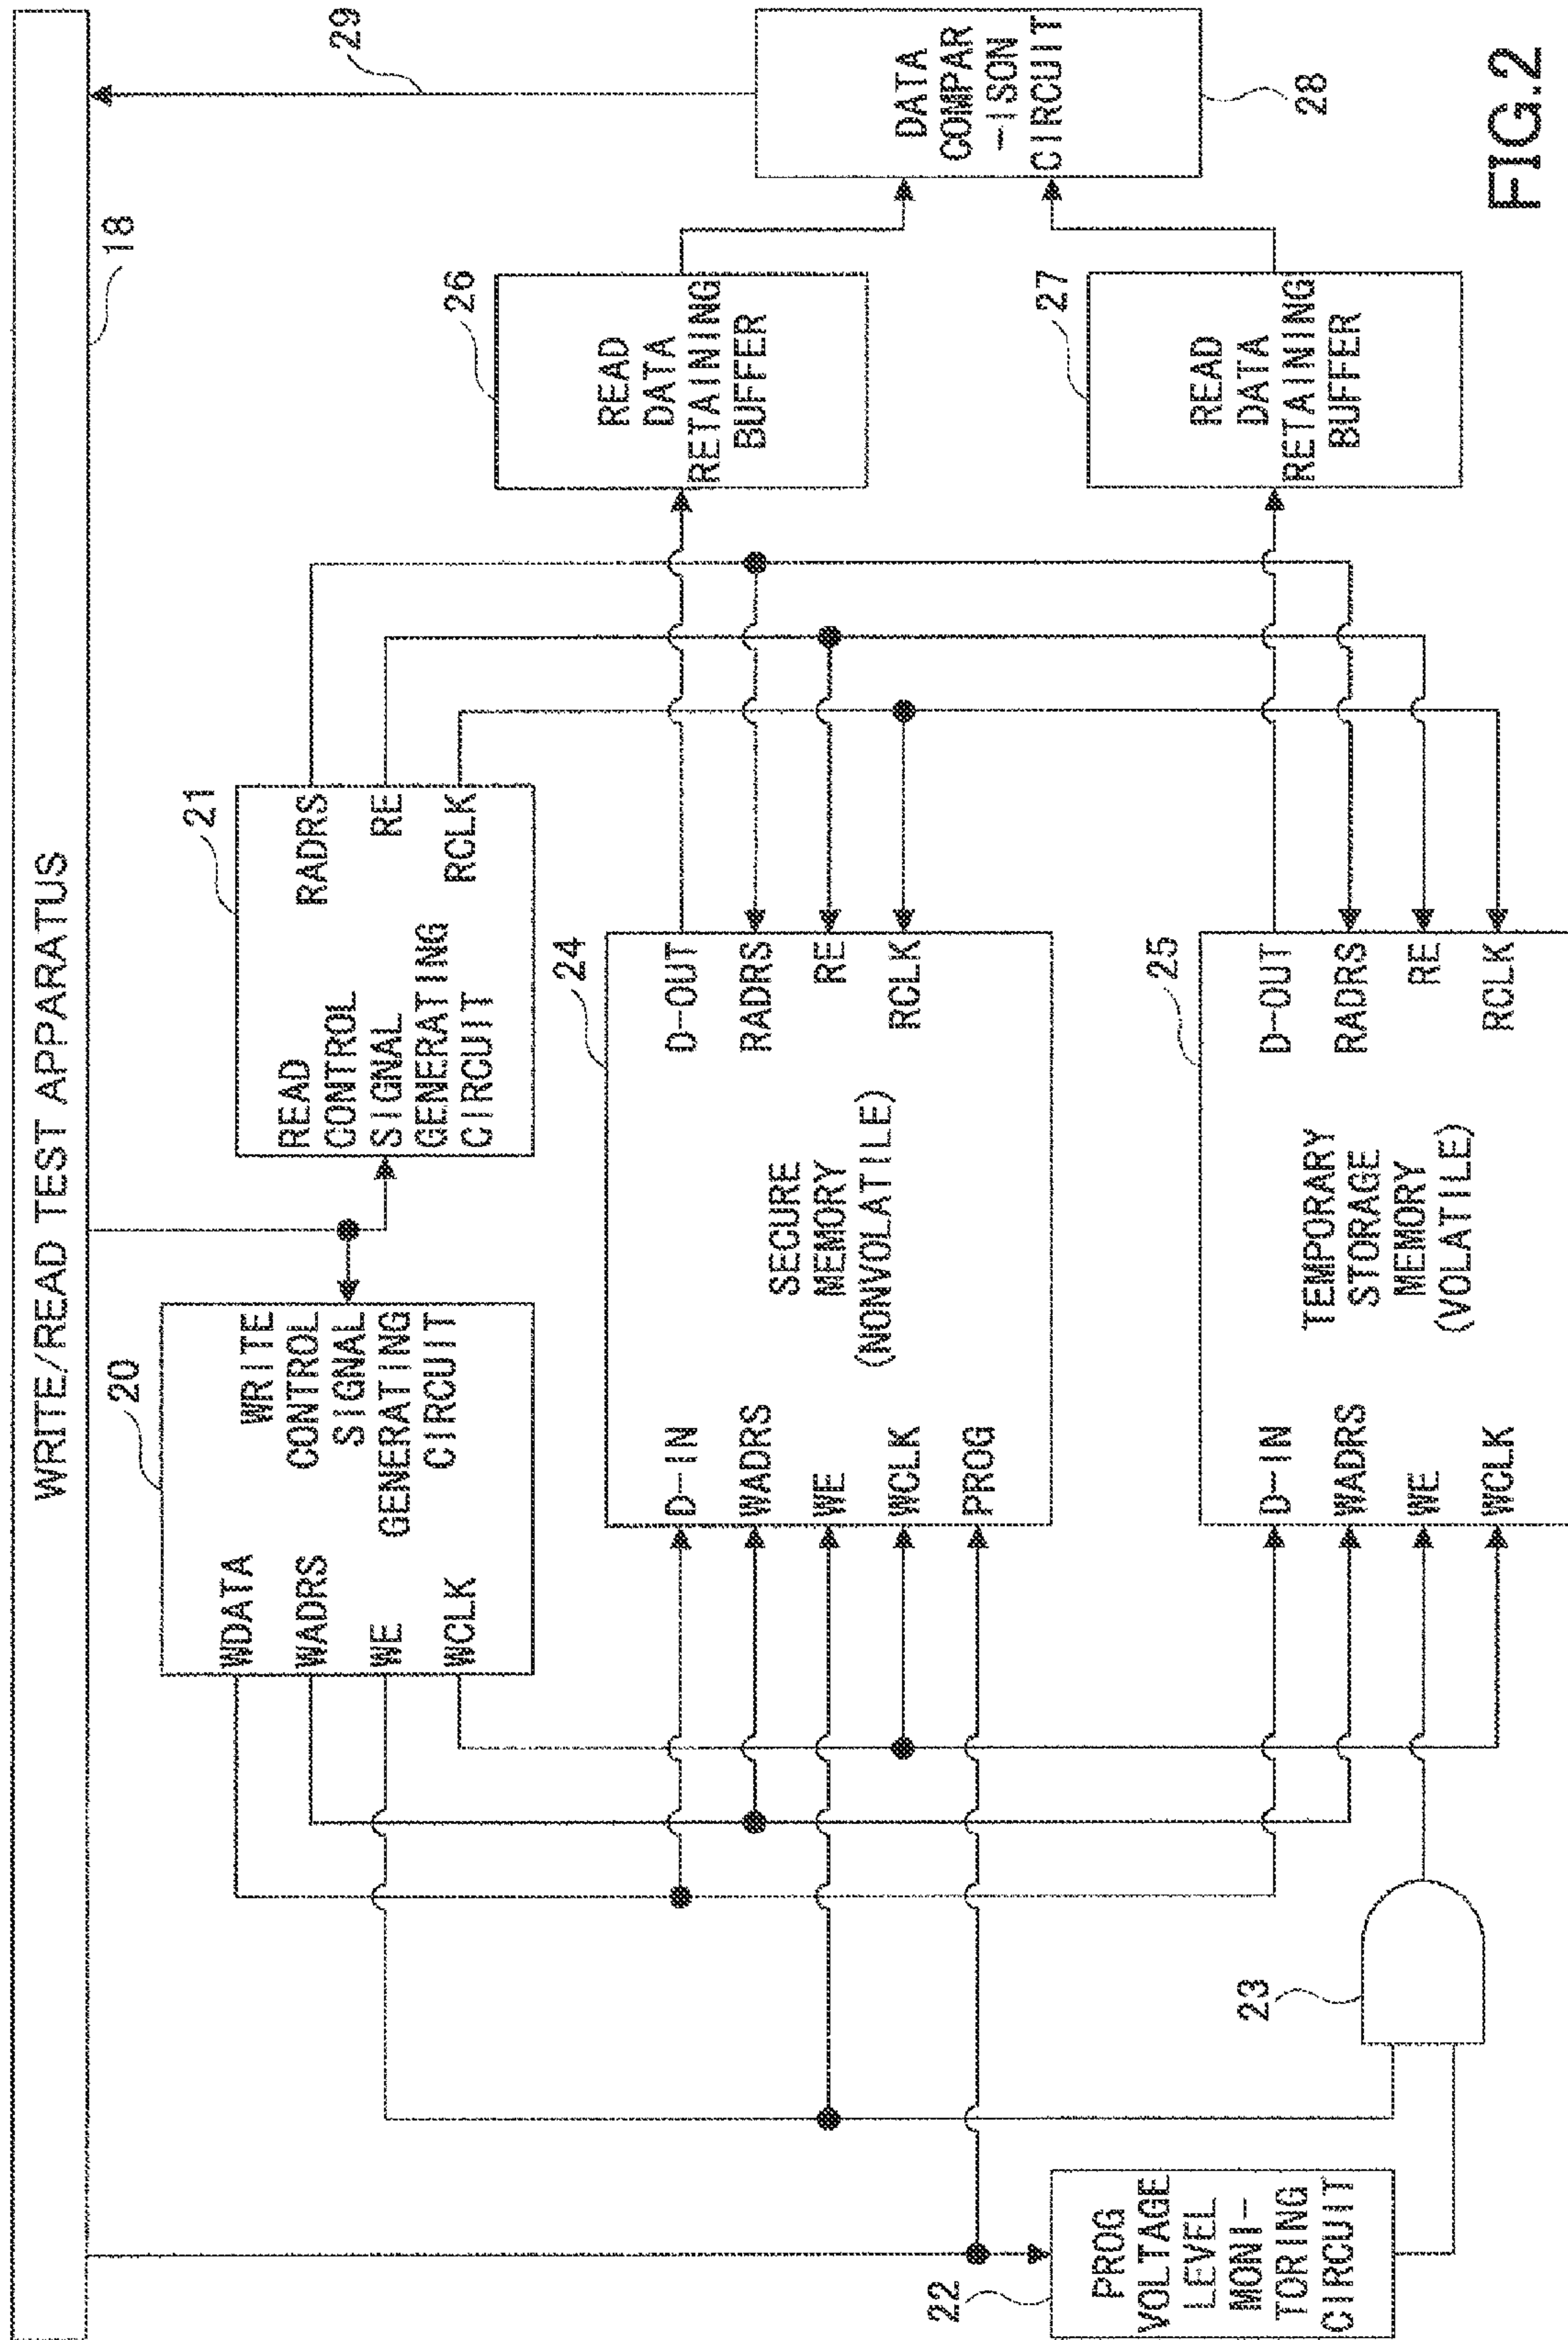 WRITE/READ TEST APPARATUS
18
29
20
WRITE
CONTROL
SIGNAL
GENERATING
CIRCUIT
WDATA
WADRS
WE
WCLK
21
READ
CONTROL
SIGNAL
GENERATING
CIRCUIT
RADRS
RE
RCLK
22
PROG
VOLTAGE
LEVEL
MONI-
TORING
CIRCUIT
23
24
D-IN
WADRS
WE
WCLK
PROG
SECURE
MEMORY
(NONVOLATILE)
D-OUT
RADRS
RE
RCLK
25
D-IN
WADRS
WE
WCLK
TEMPORARY
STORAGE
MEMORY
(VOLATILE)
D-OUT
RADRS
RE
RCLK
26
READ
DATA
RETAINING
BUFFER
27
READ
DATA
RETAINING
BUFFER
DATA
COMPAR
-ISON
CIRCUIT
28
FIG.2